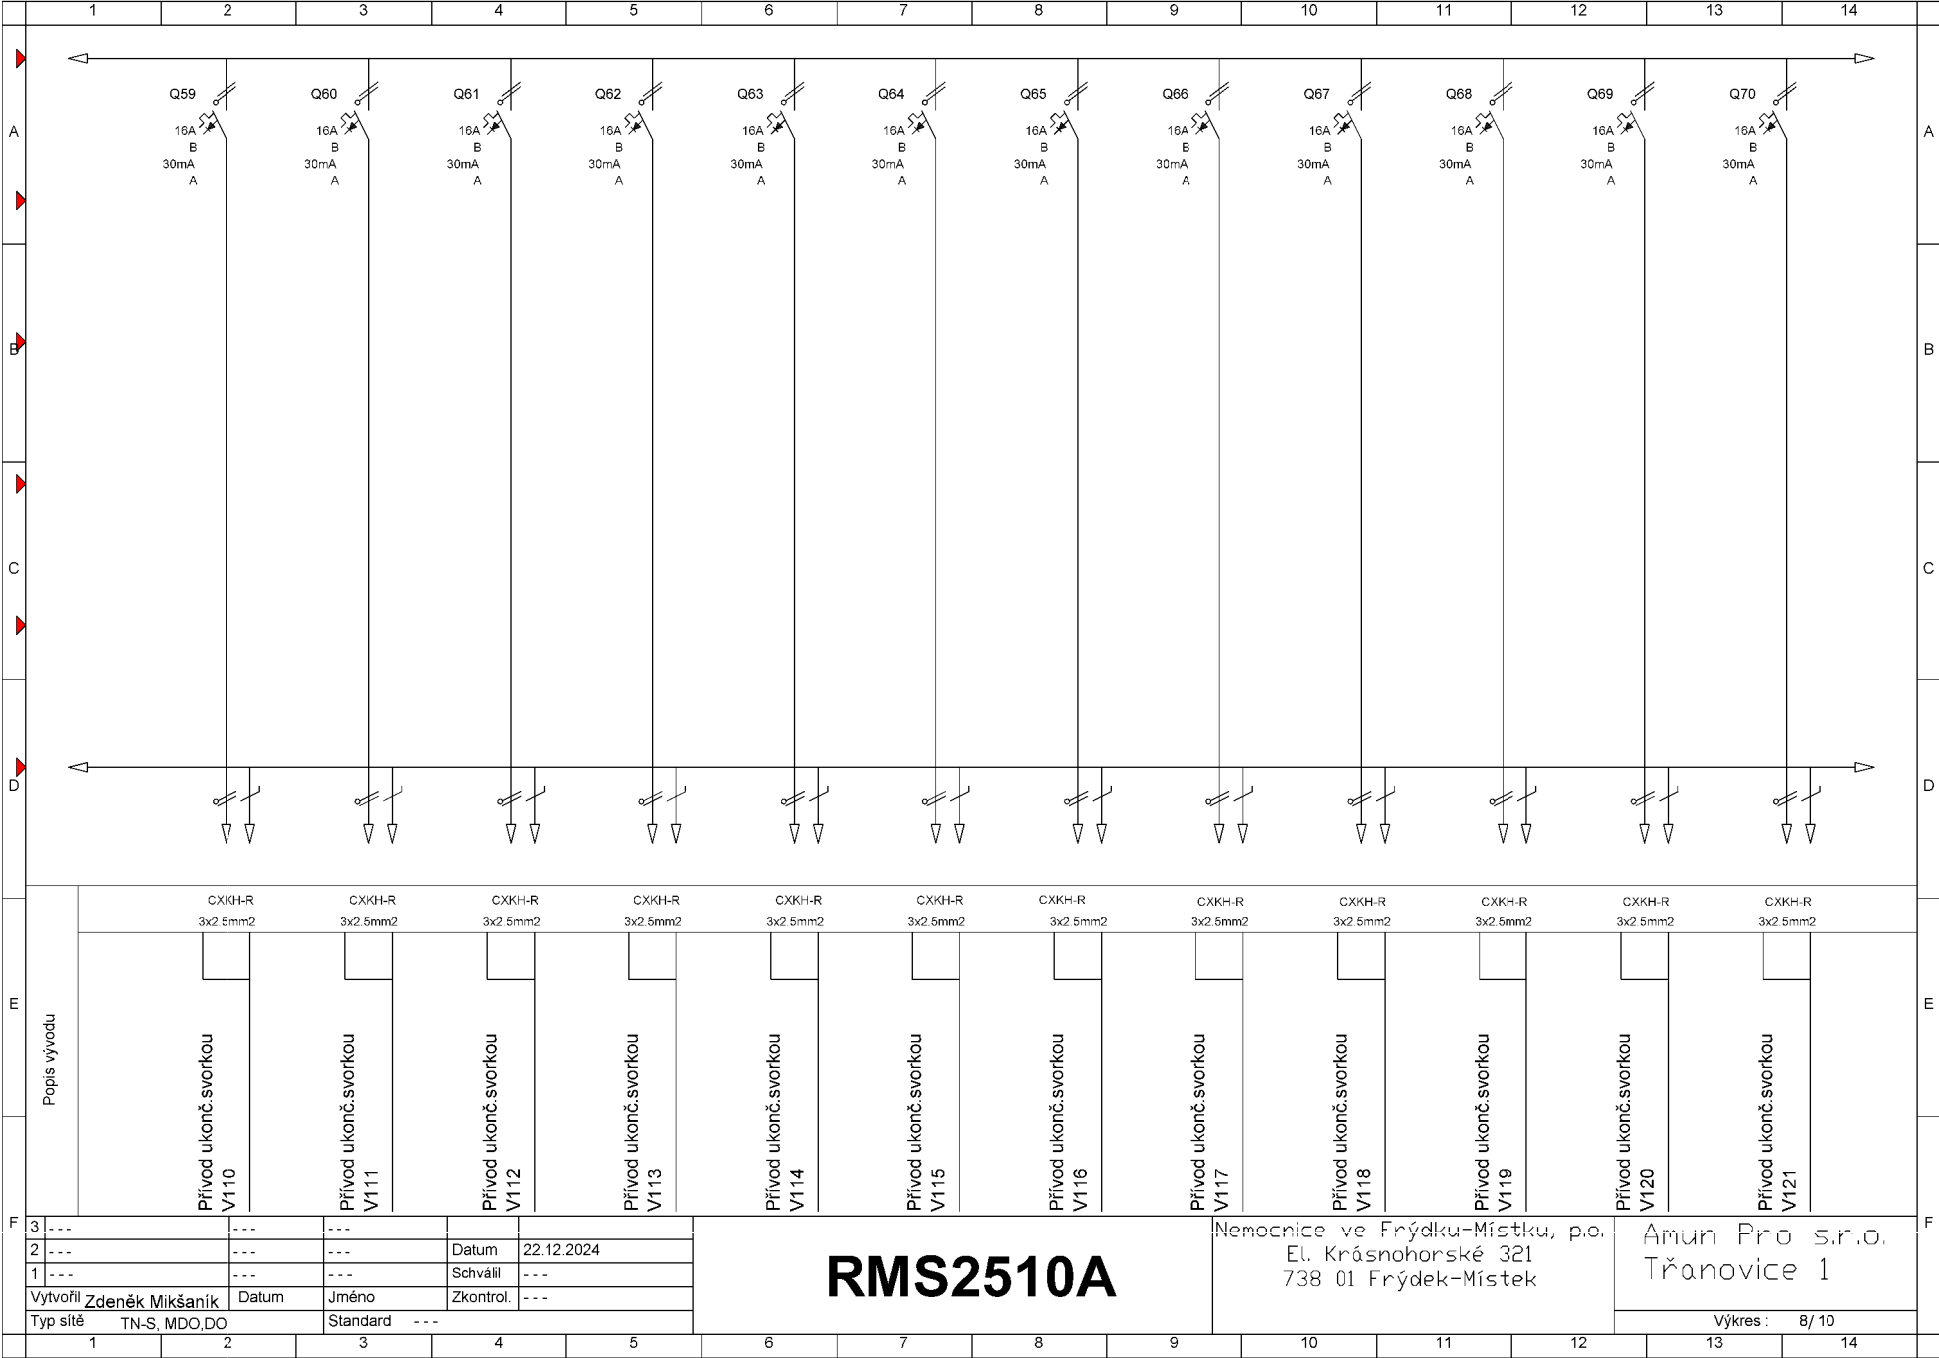 1 2 3 4 5 6 7 8 9 10 11 12 13 14
Q59 Q60 Q61 Q62 Q63 Q64 Q65 Q66 Q67 Q68 Q69 Q70
A 16A 16A 16A 16A 16A 16A 16A 16A 16A 16A 16A 16A A
B B B B B B B B B B B B
30mA 30mA 30mA 30mA 30mA 30mA 30mA 30mA 30mA 30mA 30mA 30mA
A A A A A A A A A A A A
B B
C C
D D
CXKH-R CXKH-R CXKH-R CXKH-R CXKH-R CXKH-R CXKH-R CXKH-R CXKH-R CXKH-R CXKH-R CXKH-R
3x2.5mm2 3x2.5mm2 3x2.5mm2 3x2.5mm2 3x2.5mm2 3x2.5mm2 3x2.5mm2 3x2.5mm2 3x2.5mm2 3x2.5mm2 3x2.5mm2 3x2.5mm2
E E
Popis vývodu
Přívod ukonč.svorkou
V110
Přívod ukonč.svorkou
V111
Přívod ukonč.svorkou
V112
Přívod ukonč.svorkou
V113
Přívod ukonč.svorkou
V114
Přívod ukonč.svorkou
V115
Přívod ukonč.svorkou
V116
Přívod ukonč.svorkou
V117
Přívod ukonč.svorkou
V118
Přívod ukonč.svorkou
V119
Přívod ukonč.svorkou
V120
Přívod ukonč.svorkou
V121
F F
3 --- --- ---
2 --- --- --- Datum 22.12.2024
1 --- --- --- Schválil ---
Vytvořil Zdeněk Mikšaník Datum Jméno Zkontrol. ---
Typ sítě TN-S, MDO,DO Standard ---
RMS2510A
Nemocnice ve Frýdku-Místku, p.o.
El. Krásnohorské 321
738 01 Frýdek-Místek
Amun Pro s.r.o.
Třanovice 1
Výkres : 8/ 10
1 2 3 4 5 6 7 8 9 10 11 12 13 14